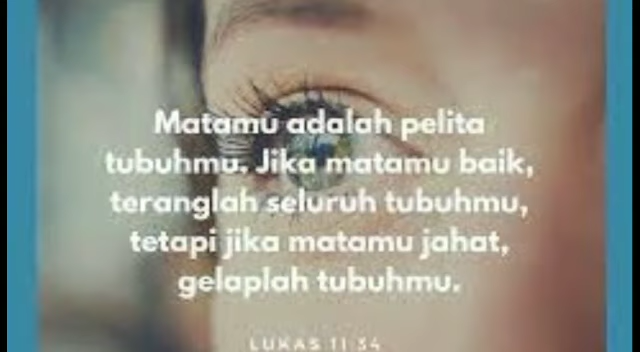 Matamu adalah pelita
tubuhmu. Jika matamu baik,
teranglah seluruh tubuhmu,
tetapi jika matamu jahat,
gelaplah tubuhmu.
LUKAS 11 34